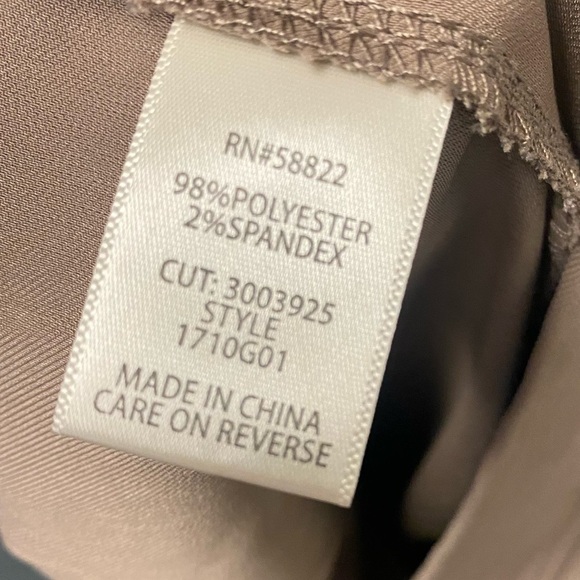 RN#58822
98%POLYESTER
2%SPANDEX
CUT: 3003925
STYLE
1710G01
MADE IN CHINA
CARE ON REVERSE